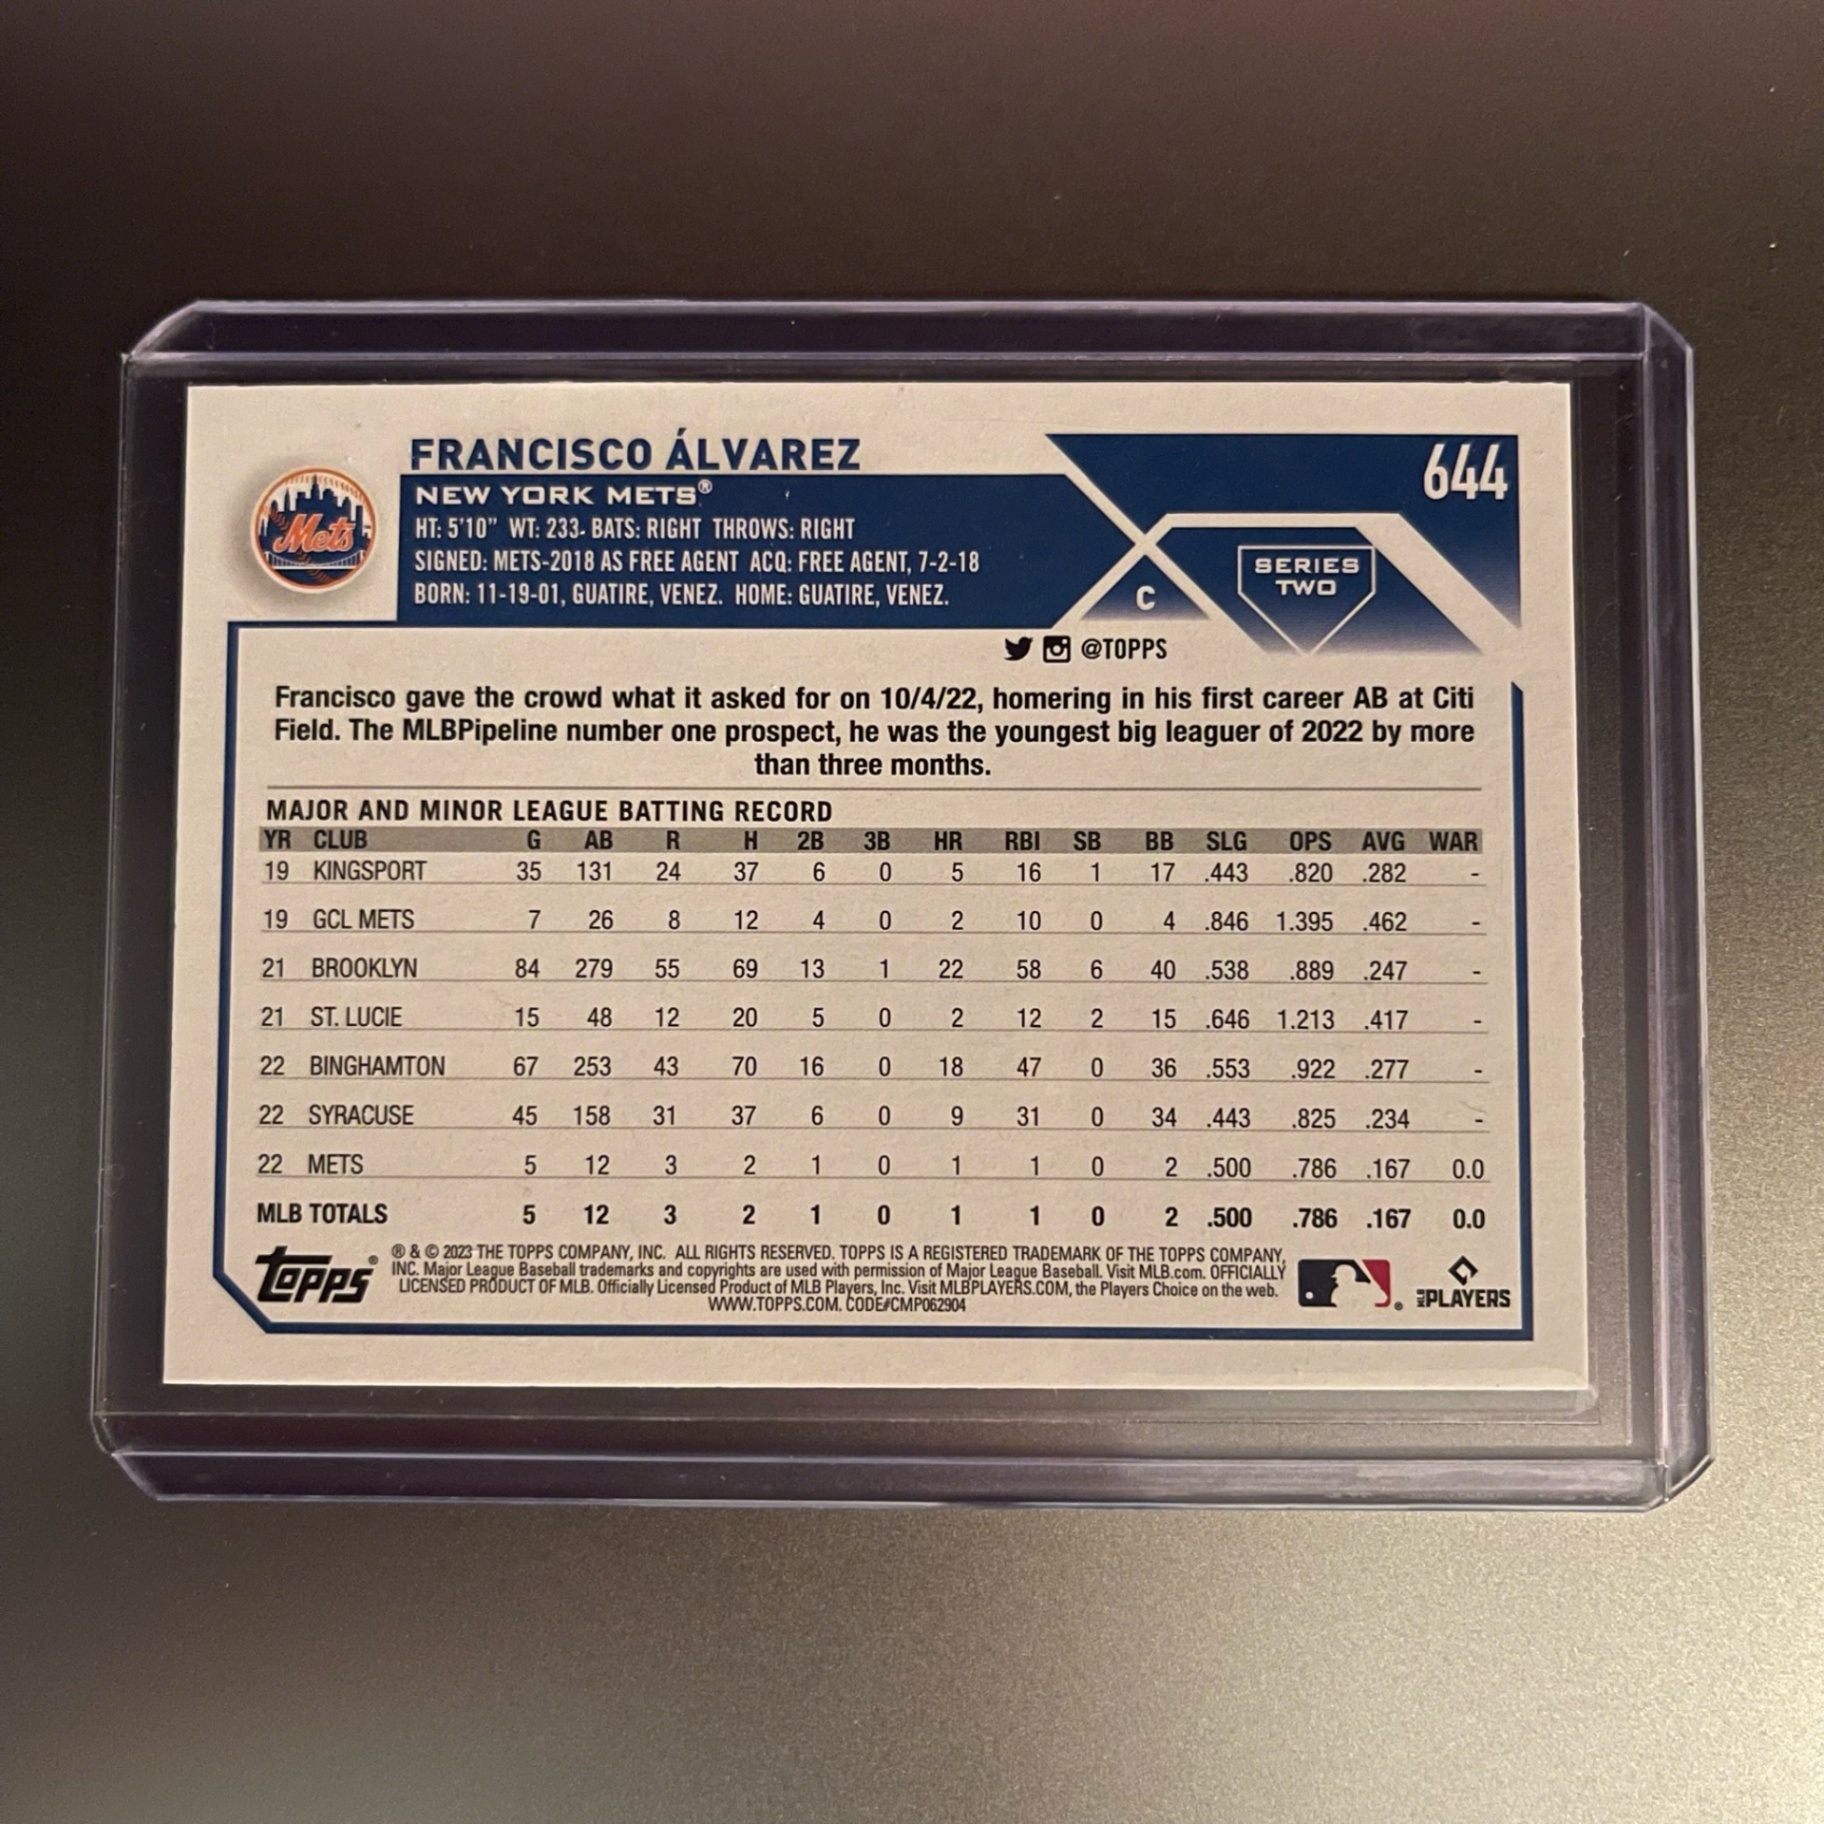 FRANCISCO ÁLVAREZ
644
Mets
NEW YORK METS®
HT: 5'10" WT: 233- BATS: RIGHT THROWS: RIGHT
SIGNED: METS-2018 AS FREE AGENT ACQ: FREE AGENT, 7-2-18
BORN: 11-19-01, GUATIRE, VENEZ. HOME: GUATIRE, VENEZ.
C
SERIES
TWO
@TOPPS
Francisco gave the crowd what it asked for on 10/4/22, homering in his first career AB at Citi
Field. The MLBPipeline number one prospect, he was the youngest big leaguer of 2022 by more
than three months.
MAJOR AND MINOR LEAGUE BATTING RECORD
YR CLUB G AB R H 2B 3B HR RBI SB BB SLG OPS AVG WAR
19 KINGSPORT 35 131 24 37 6 0 5 16 1 17 .443 .820 .282 -
19 GCL METS 7 26 8 12 4 0 2 10 0 4 .846 1.395 .462 -
21 BROOKLYN 84 279 55 69 13 1 22 58 6 40 .538 .889 .247 -
21 ST. LUCIE 15 48 12 20 5 0 2 12 2 15 .646 1.213 .417 -
22 BINGHAMTON 67 253 43 70 16 0 18 47 0 36 .553 .922 .277 -
22 SYRACUSE 45 158 31 37 6 0 9 31 0 34 .443 .825 .234 -
22 METS 5 12 3 2 1 0 1 1 0 2 .500 .786 .167 0.0
MLB TOTALS 5 12 3 2 1 0 1 1 0 2 .500 .786 .167 0.0
Topps®
® & © 2023 THE TOPPS COMPANY, INC. ALL RIGHTS RESERVED. TOPPS IS A REGISTERED TRADEMARK OF THE TOPPS COMPANY,
INC. Major League Baseball trademarks and copyrights are used with permission of Major League Baseball. Visit MLB.com. OFFICIALLY
LICENSED PRODUCT OF MLB. Officially Licensed Product of MLB Players, Inc. Visit MLBPLAYERS.COM, the Players Choice on the web.
WWW.TOPPS.COM. CODE#CMP062904
®
MLB PLAYERS